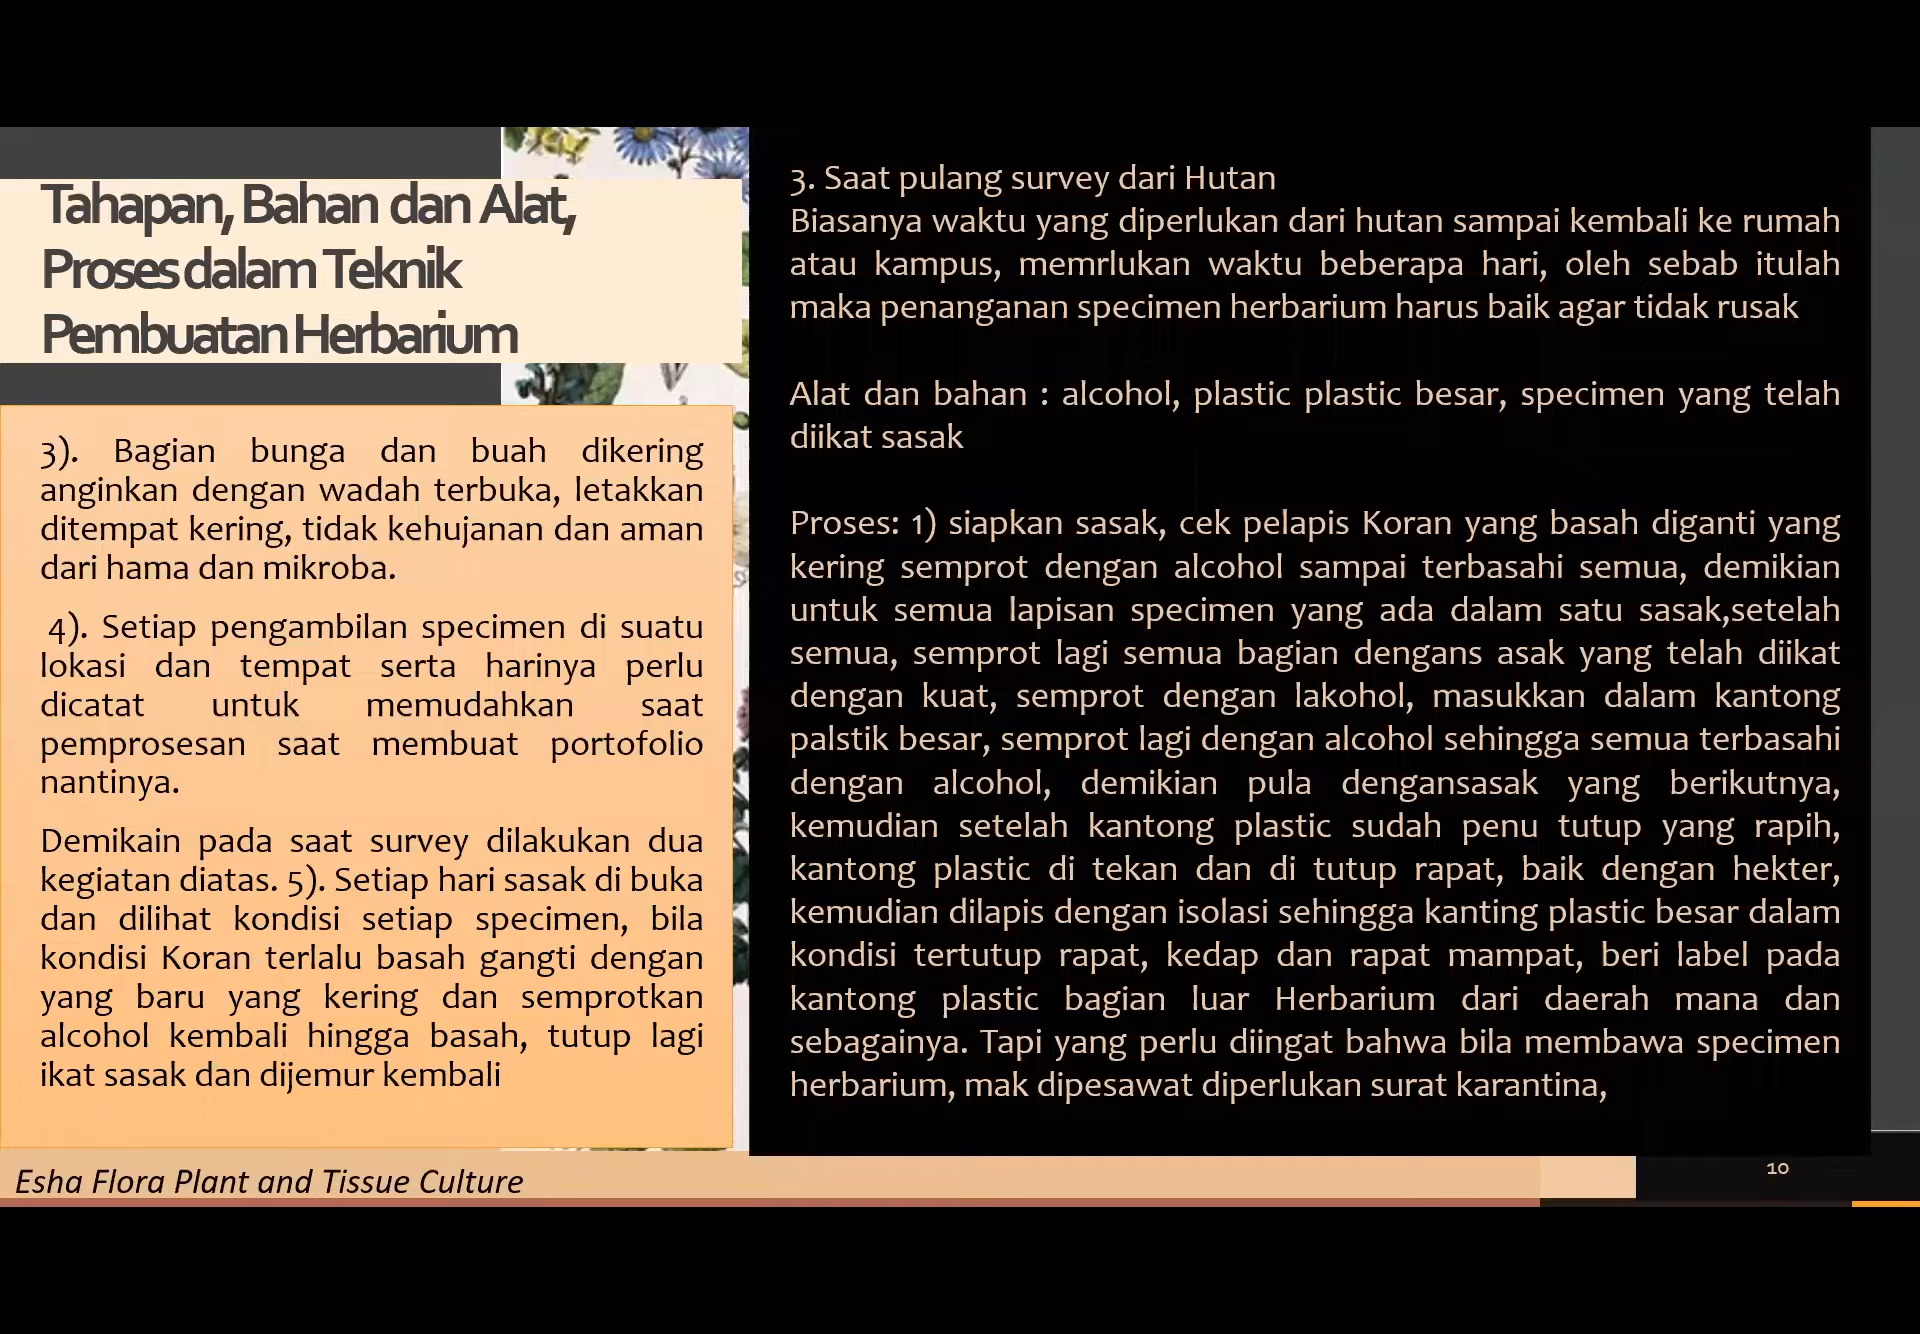 Tahapan, Bahan dan Alat,
Proses dalam Teknik
Pembuatan Herbarium
3). Bagian bunga dan buah dikering
anginkan dengan wadah terbuka, letakkan
ditempat kering, tidak kehujanan dan aman
dari hama dan mikroba.
4). Setiap pengambilan specimen di suatu
lokasi dan tempat serta harinya perlu
dicatat untuk memudahkan saat
pemprosesan saat membuat portofolio
nantinya.
Demikain pada saat survey dilakukan dua
kegiatan diatas. 5). Setiap hari sasak di buka
dan dilihat kondisi setiap specimen, bila
kondisi Koran terlalu basah gangti dengan
yang baru yang kering dan semprotkan
alcohol kembali hingga basah, tutup lagi
ikat sasak dan dijemur kembali
3. Saat pulang survey dari Hutan
Biasanya waktu yang diperlukan dari hutan sampai kembali ke rumah
atau kampus, memrlukan waktu beberapa hari, oleh sebab itulah
maka penanganan specimen herbarium harus baik agar tidak rusak
Alat dan bahan : alcohol, plastic plastic besar, specimen yang telah
diikat sasak
Proses: 1) siapkan sasak, cek pelapis Koran yang basah diganti yang
kering semprot dengan alcohol sampai terbasahi semua, demikian
untuk semua lapisan specimen yang ada dalam satu sasak,setelah
semua, semprot lagi semua bagian dengans asak yang telah diikat
dengan kuat, semprot dengan lakohol, masukkan dalam kantong
palstik besar, semprot lagi dengan alcohol sehingga semua terbasahi
dengan alcohol, demikian pula dengansasak yang berikutnya,
kemudian setelah kantong plastic sudah penu tutup yang rapih,
kantong plastic di tekan dan di tutup rapat, baik dengan hekter,
kemudian dilapis dengan isolasi sehingga kanting plastic besar dalam
kondisi tertutup rapat, kedap dan rapat mampat, beri label pada
kantong plastic bagian luar Herbarium dari daerah mana dan
sebagainya. Tapi yang perlu diingat bahwa bila membawa specimen
herbarium, mak dipesawat diperlukan surat karantina,
Esha Flora Plant and Tissue Culture
10